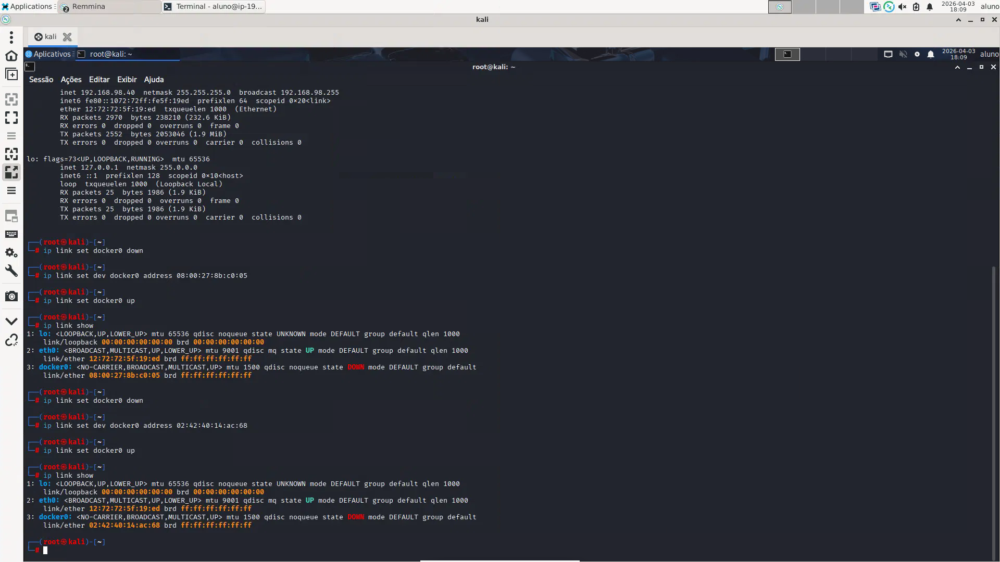 Applications
2 Remmina
Terminal - aluno@ip-19...
2026-04-03
18:09
aluno
kali
kali
Aplicativos
root@kali: ~
2026-04-03
18:09
aluno
root@kali: ~
Sessão Ações Editar Exibir Ajuda
inet 192.168.98.40 netmask 255.255.255.0 broadcast 192.168.98.255
inet6 fe80::1072:72ff:fe5f:19ed prefixlen 64 scopeid 0×20<link>
ether 12:72:72:5f:19:ed txqueuelen 1000 (Ethernet)
RX packets 2970 bytes 238210 (232.6 KiB)
RX errors 0 dropped 0 overruns 0 frame 0
TX packets 2552 bytes 2053046 (1.9 MiB)
TX errors 0 dropped 0 overruns 0 carrier 0 collisions 0
lo: flags=73<UP,LOOPBACK,RUNNING> mtu 65536
inet 127.0.0.1 netmask 255.0.0.0
inet6 ::1 prefixlen 128 scopeid 0×10<host>
loop txqueuelen 1000 (Loopback Local)
RX packets 25 bytes 1986 (1.9 KiB)
RX errors 0 dropped 0 overruns 0 frame 0
TX packets 25 bytes 1986 (1.9 KiB)
TX errors 0 dropped 0 overruns 0 carrier 0 collisions 0
┌──(root㉿kali)-[~]
└─# ip link set docker0 down
┌──(root㉿kali)-[~]
└─# ip link set dev docker0 address 08:00:27:8b:c0:05
┌──(root㉿kali)-[~]
└─# ip link set docker0 up
┌──(root㉿kali)-[~]
└─# ip link show
1: lo: <LOOPBACK,UP,LOWER_UP> mtu 65536 qdisc noqueue state UNKNOWN mode DEFAULT group default qlen 1000
link/loopback 00:00:00:00:00:00 brd 00:00:00:00:00:00
2: eth0: <BROADCAST,MULTICAST,UP,LOWER_UP> mtu 9001 qdisc mq state UP mode DEFAULT group default qlen 1000
link/ether 12:72:72:5f:19:ed brd ff:ff:ff:ff:ff:ff
3: docker0: <NO-CARRIER,BROADCAST,MULTICAST,UP> mtu 1500 qdisc noqueue state DOWN mode DEFAULT group default
link/ether 08:00:27:8b:c0:05 brd ff:ff:ff:ff:ff:ff
┌──(root㉿kali)-[~]
└─# ip link set docker0 down
┌──(root㉿kali)-[~]
└─# ip link set dev docker0 address 02:42:40:14:ac:68
┌──(root㉿kali)-[~]
└─# ip link set docker0 up
┌──(root㉿kali)-[~]
└─# ip link show
1: lo: <LOOPBACK,UP,LOWER_UP> mtu 65536 qdisc noqueue state UNKNOWN mode DEFAULT group default qlen 1000
link/loopback 00:00:00:00:00:00 brd 00:00:00:00:00:00
2: eth0: <BROADCAST,MULTICAST,UP,LOWER_UP> mtu 9001 qdisc mq state UP mode DEFAULT group default qlen 1000
link/ether 12:72:72:5f:19:ed brd ff:ff:ff:ff:ff:ff
3: docker0: <NO-CARRIER,BROADCAST,MULTICAST,UP> mtu 1500 qdisc noqueue state DOWN mode DEFAULT group default
link/ether 02:42:40:14:ac:68 brd ff:ff:ff:ff:ff:ff
┌──(root㉿kali)-[~]
└─#